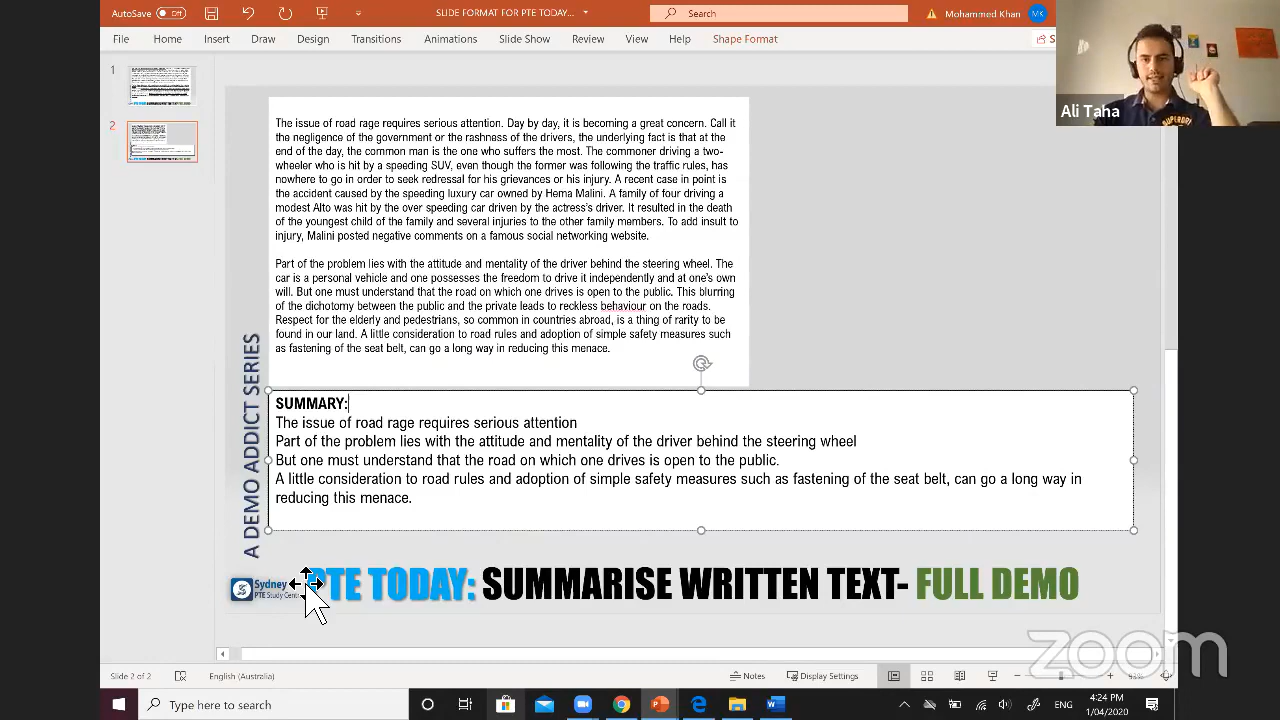 AutoSave Off
SLIDE FORMAT FOR PTE TODAY...
Search
Mohammed Khan
MK
File Home Insert Draw Design Transitions Animations Slide Show Review View Help Shape Format
Ali Taha
1
2
The issue of road rage requires serious attention. Day by day, it is becoming a great concern. Call it
the negligence of the government or the rashness of the drivers, the underlying fact is that at the
end of the day, the commoner is the one who suffers the most. The commoner driving a two-
wheeler who is hit by a speeding SUV, even though the former was following the traffic rules, has
nowhere to go in order to seek redressal for his grievances or his injury. A recent case in point is
the accident caused by the speeding luxury car owned by Hema Malini. A family of four driving a
modest Alto was hit by the over speeding car driven by the actress's driver. It resulted in the death
of the youngest child of the family and several injuries to the other family members. To add insult to
injury, Malini posted negative comments on a famous social networking website.
Part of the problem lies with the attitude and mentality of the driver behind the steering wheel. The
car is a personal vehicle and one possesses the freedom to drive it independently and at one's own
will. But one must understand that the road on which one drives is open to the public. This blurring
of the dichotomy between the public and the private leads to reckless behaviour on the roads.
Respect for the elderly and pedestrians, so common in countries abroad, is a thing of rarity to be
found in our land. A little consideration to road rules and adoption of simple safety measures such
as fastening of the seat belt, can go a long way in reducing this menace.
A DEMO ADDICT SERIES
SUMMARY:
The issue of road rage requires serious attention
Part of the problem lies with the attitude and mentality of the driver behind the steering wheel
But one must understand that the road on which one drives is open to the public.
A little consideration to road rules and adoption of simple safety measures such as fastening of the seat belt, can go a long way in
reducing this menace.
Sydney
PTE Study
PTE TODAY: SUMMARISE WRITTEN TEXT- FULL DEMO
zoom
Slide 2 of 2
English (Australia)
Notes
Display Settings
Type here to search
ENG
4:24 PM
1/04/2020